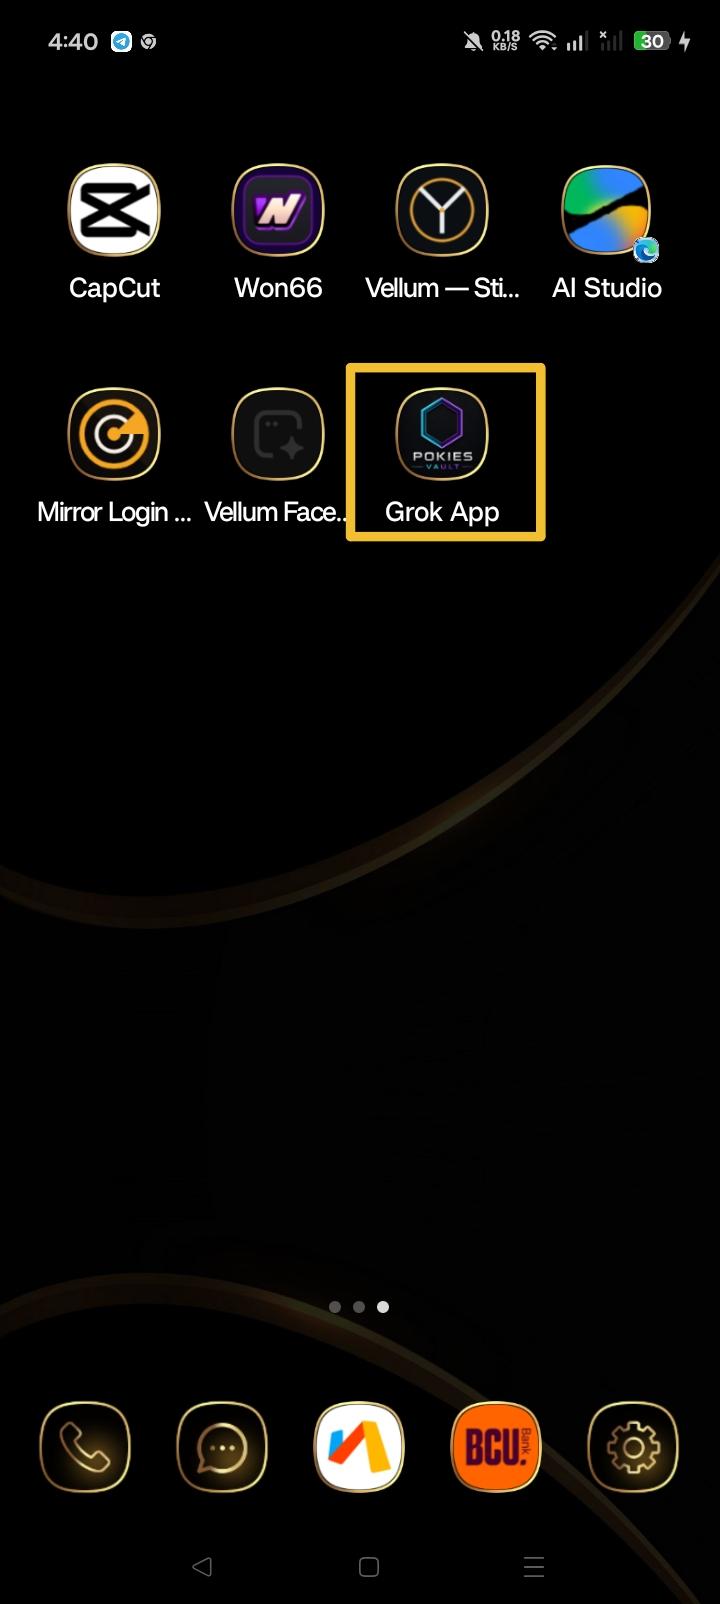 4:40
0.18
KB/S
30
CapCut
Won66
Vellum — Sti...
AI Studio
POKIES
VAULT
Mirror Login ...
Vellum Face..
Grok App
BCU.
Bank